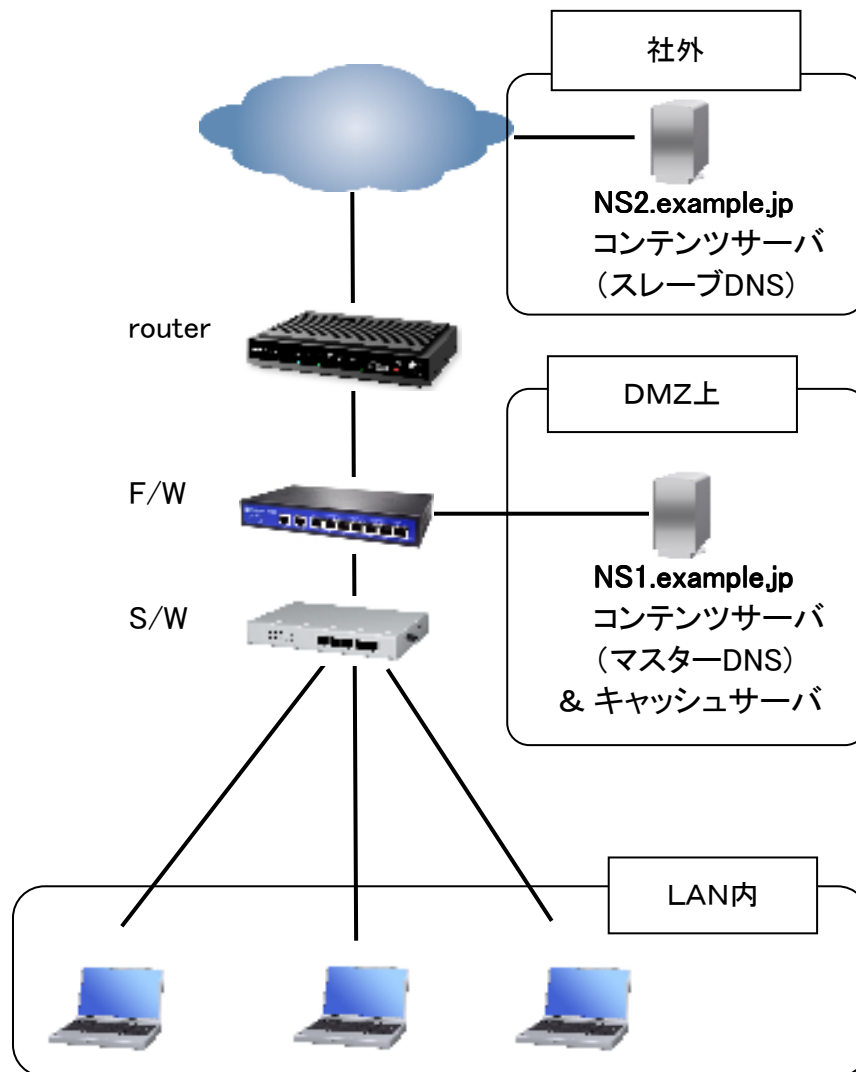 社外
NS2.example.jp
コンテンツサーバ
（スレーブDNS）
router
DMZ上
F/W
NS1.example.jp
コンテンツサーバ
（マスターDNS）
& キャッシュサーバ
S/W
LAN内